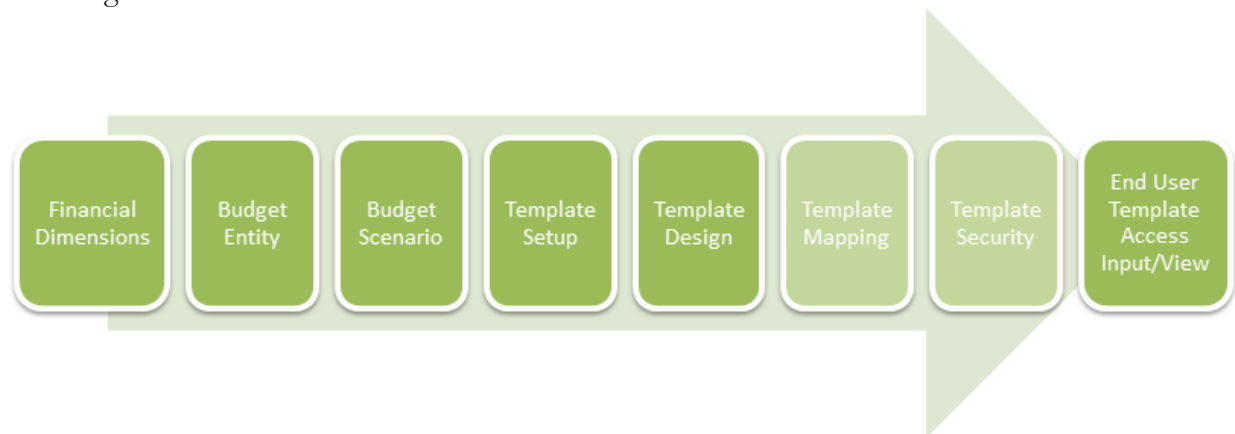 Financial
Dimensions
Budget
Entity
Budget
Scenario
Template
Setup
Template
Design
Template
Mapping
Template
Security
End User
Template
Access
Input/View